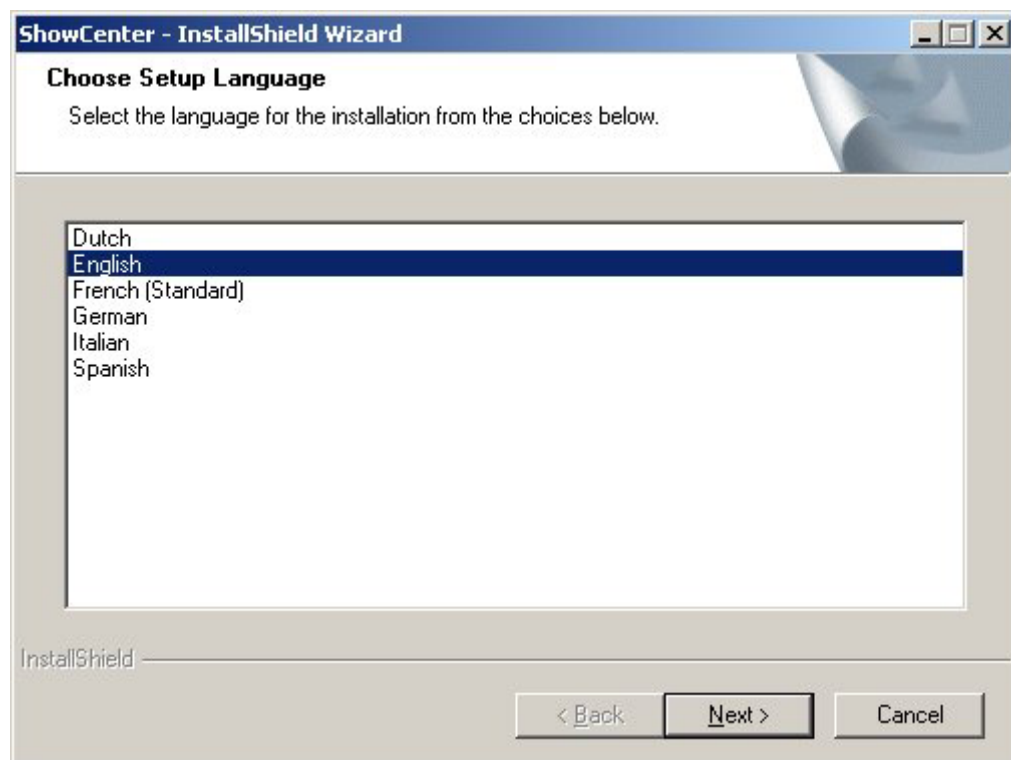 ShowCenter - InstallShield Wizard
Choose Setup Language
Select the language for the installation from the choices below.
Dutch
English
French (Standard)
German
Italian
Spanish
InstallShield
< Back
Next >
Cancel